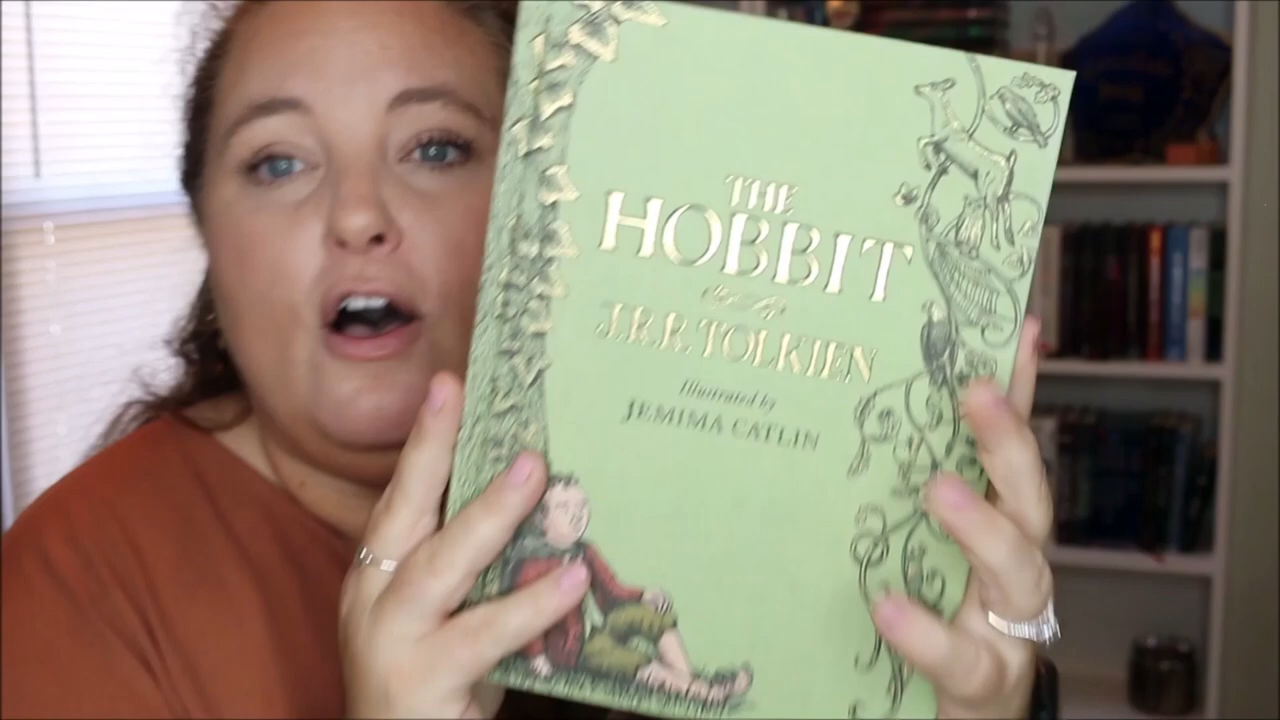 THE
HOBBIT
J.R.R. TOLKIEN
Illustrated by
JEMIMA CATLIN